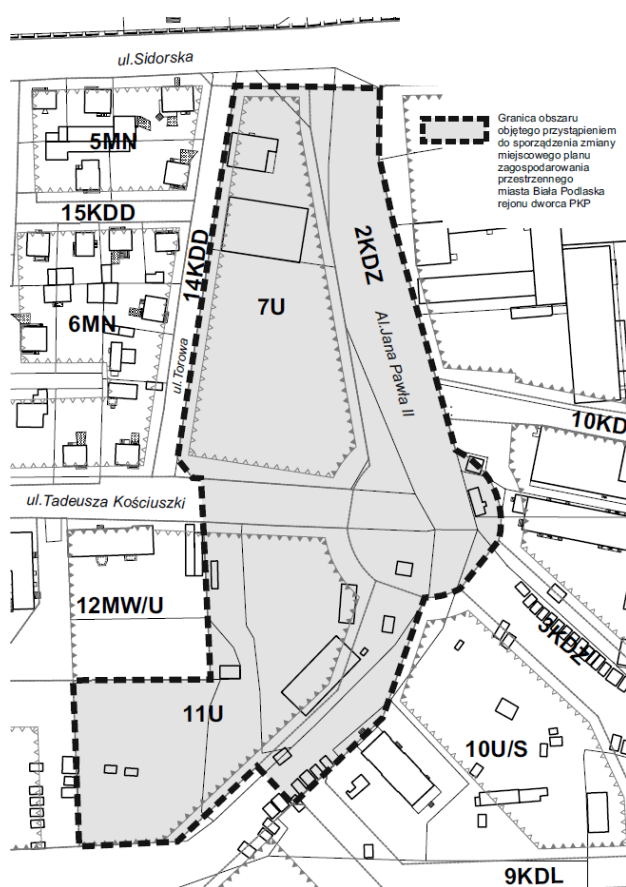 ul.Sidorska
Granica obszaru
objętego przystąpieniem
do sporządzenia zmiany
miejscowego planu
zagospodarowania
przestrzennego
miasta Biała Podlaska
rejonu dworca PKP
5MN
15KDD
2KDZ
14KDD
7U
6MN
ul.Torowa
Al.Jana Pawła II
10KD
ul.Tadeusza Kościuszki
12MW/U
3KDZ
11U
10U/S
9KDL